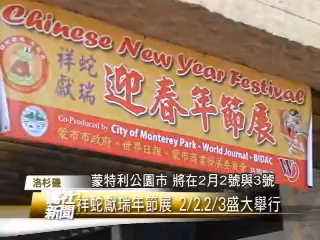 Chinese New Year Festival
祥蛇
獻瑞
迎春年節展
Co-Produced by City of Monterey Park - World Journal - BIDAC
蒙市市政府、世界日報、蒙市商業發展委員會
洛杉磯
蒙特利公園市 將在2月2號與3號
新聞
祥蛇獻瑞年節展 2/2.2/3盛大舉行